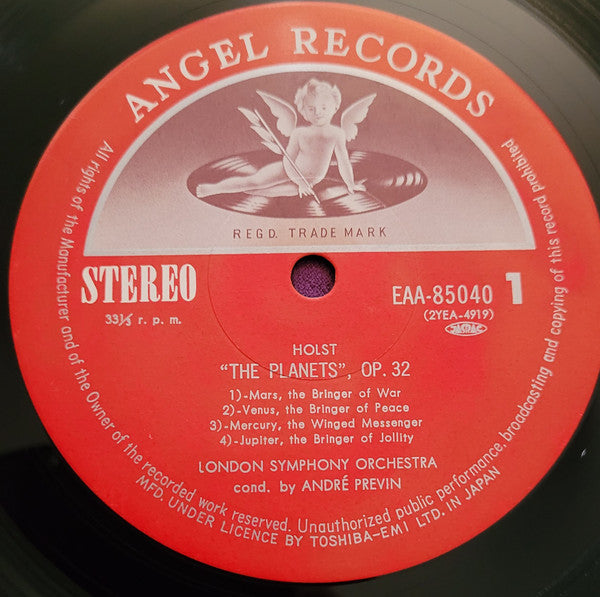 ANGEL RECORDS
REGD. TRADE MARK
STEREO
33⅓ r. p. m.
EAA-85040 1
(2YEA-4919)
JASRAC
HOLST
“THE PLANETS”, OP. 32
1)-Mars, the Bringer of War
2)-Venus, the Bringer of Peace
3)-Mercury, the Winged Messenger
4)-Jupiter, the Bringer of Jollity
LONDON SYMPHONY ORCHESTRA
cond. by ANDRÉ PREVIN
All rights of the Manufacturer and of the Owner of the recorded work reserved. Unauthorized public performance, broadcasting and copying of this record prohibited
MFD. UNDER LICENCE BY TOSHIBA-EMI LTD. IN JAPAN